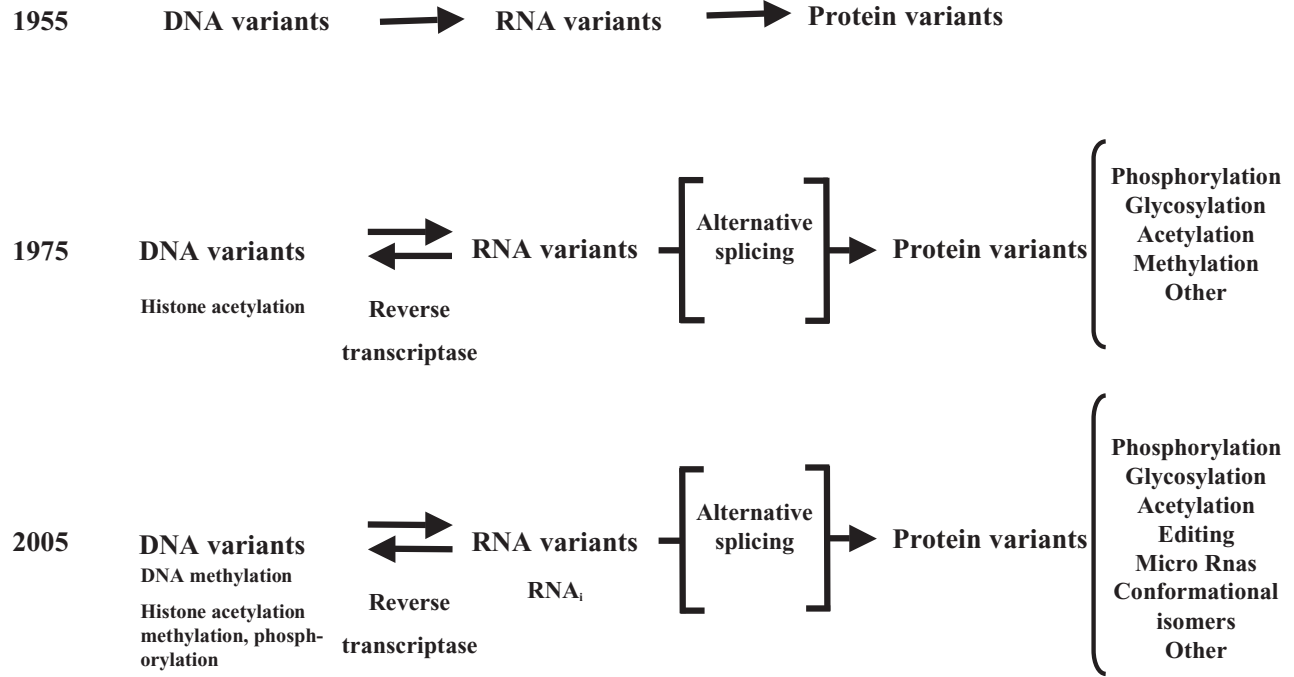 1955 DNA variants RNA variants Protein variants
1975 DNA variants RNA variants Alternative splicing Protein variants
Histone acetylation
Reverse
transcriptase
Phosphorylation
Glycosylation
Acetylation
Methylation
Other
2005 DNA variants RNA variants Alternative splicing Protein variants
DNA methylation
Histone acetylation
methylation, phosph-
orylation
Reverse
transcriptase
RNAi
Phosphorylation
Glycosylation
Acetylation
Editing
Micro Rnas
Conformational
isomers
Other